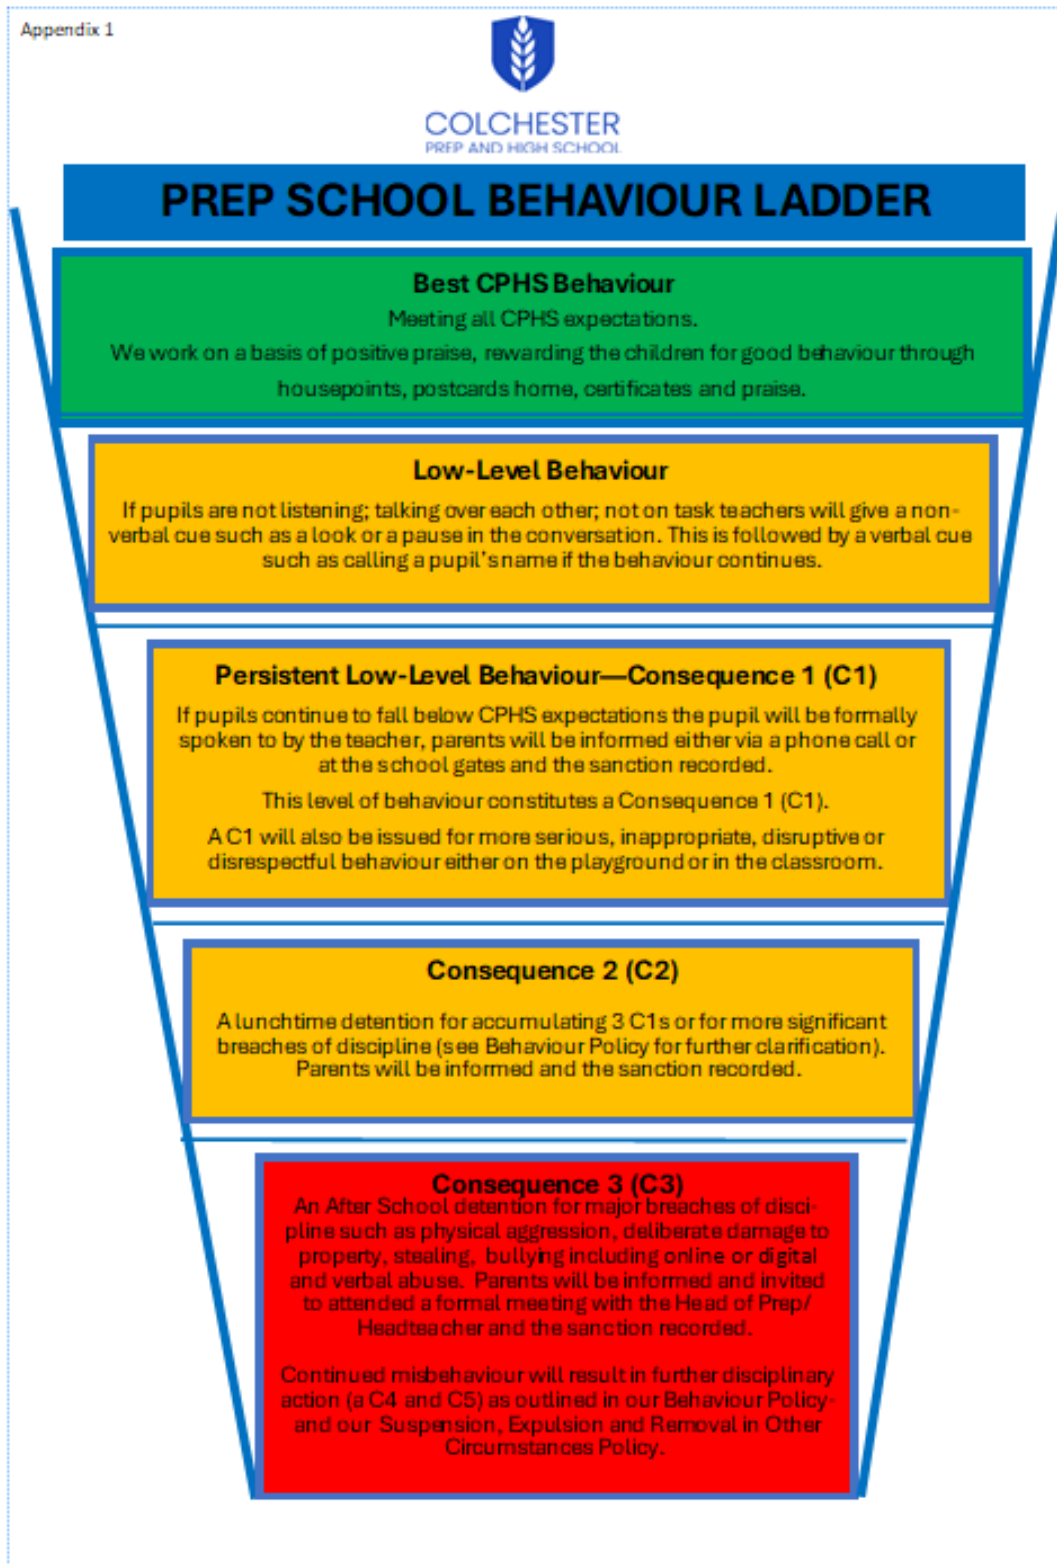 Appendix 1
COLCHESTER
PREP AND HIGH SCHOOL
PREP SCHOOL BEHAVIOUR LADDER
Best CPHS Behaviour
Meeting all CPHS expectations.
We work on a basis of positive praise, rewarding the children for good behaviour through
housepoints, postcards home, certificates and praise.
Low-Level Behaviour
If pupils are not listening; talking over each other; not on task teachers will give a non-
verbal cue such as a look or a pause in the conversation. This is followed by a verbal cue
such as calling a pupil's name if the behaviour continues.
Persistent Low-Level Behaviour—Consequence 1 (C1)
If pupils continue to fall below CPHS expectations the pupil will be formally
spoken to by the teacher, parents will be informed either via a phone call or
at the school gates and the sanction recorded.
This level of behaviour constitutes a Consequence 1 (C1).
A C1 will also be issued for more serious, inappropriate, disruptive or
disrespectful behaviour either on the playground or in the classroom.
Consequence 2 (C2)
A lunchtime detention for accumulating 3 C1s or for more significant
breaches of discipline (see Behaviour Policy for further clarification).
Parents will be informed and the sanction recorded.
Consequence 3 (C3)
An After School detention for major breaches of disci-
pline such as physical aggression, deliberate damage to
property, stealing, bullying including online or digital
and verbal abuse. Parents will be informed and invited
to attended a formal meeting with the Head of Prep/
Headteacher and the sanction recorded.
Continued misbehaviour will result in further disciplinary
action (a C4 and C5) as outlined in our Behaviour Policy-
and our Suspension, Expulsion and Removal in Other
Circumstances Policy.